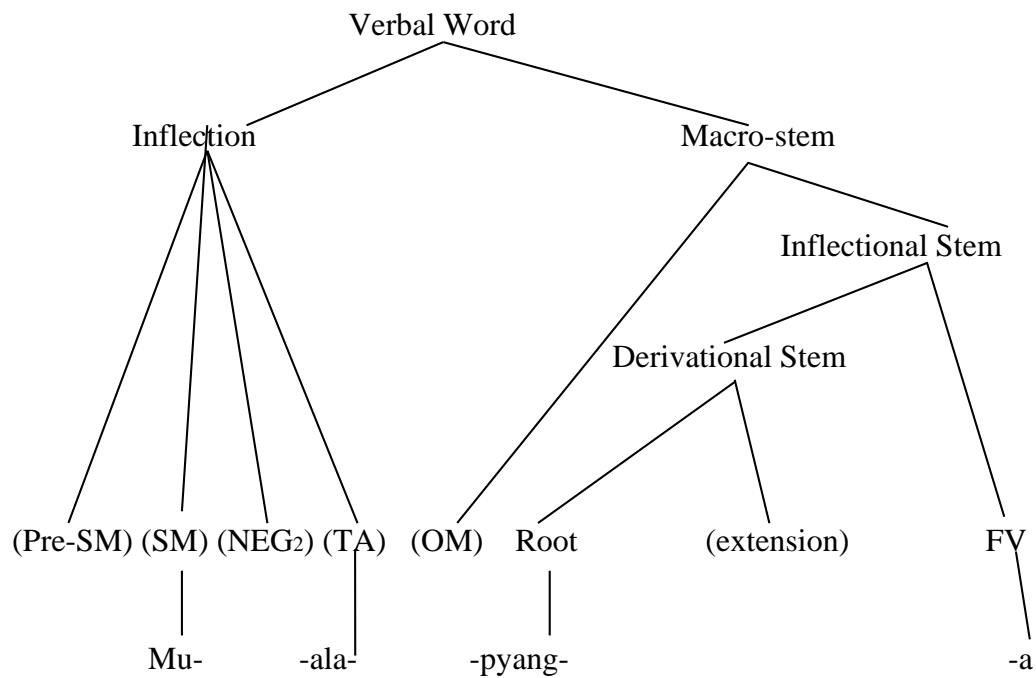 Verbal Word
Inflection Macro-stem
Inflectional Stem
Derivational Stem
(Pre-SM) (SM) (NEG₂) (TA) (OM) Root (extension) FV
Mu- -ala- -pyang- -a